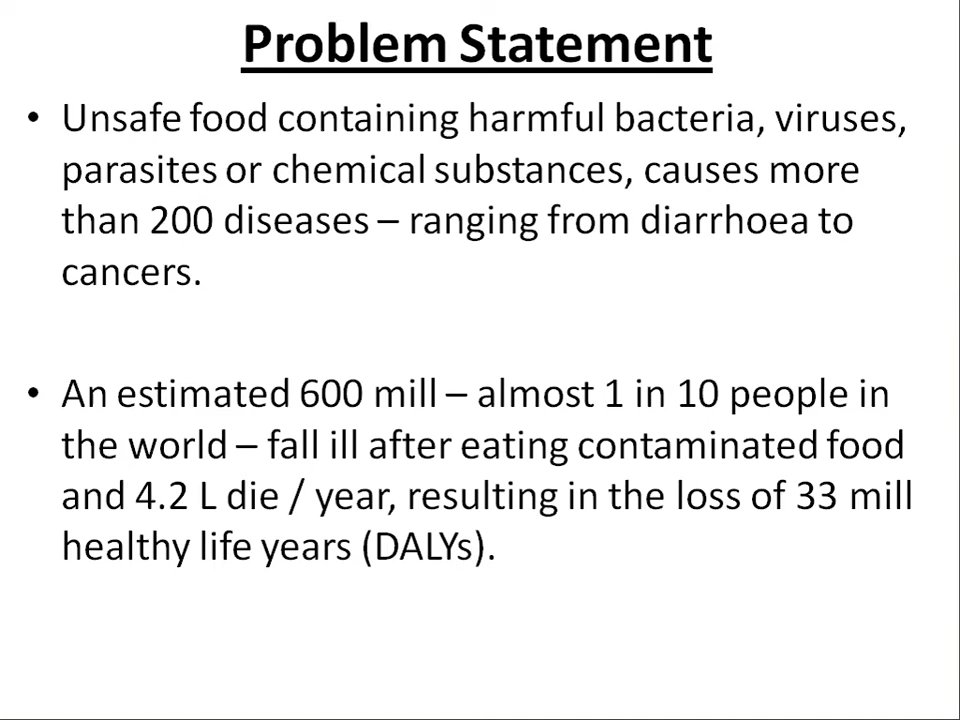 Problem Statement
• Unsafe food containing harmful bacteria, viruses,
parasites or chemical substances, causes more
than 200 diseases – ranging from diarrhoea to
cancers.
• An estimated 600 mill – almost 1 in 10 people in
the world – fall ill after eating contaminated food
and 4.2 L die / year, resulting in the loss of 33 mill
healthy life years (DALYs).